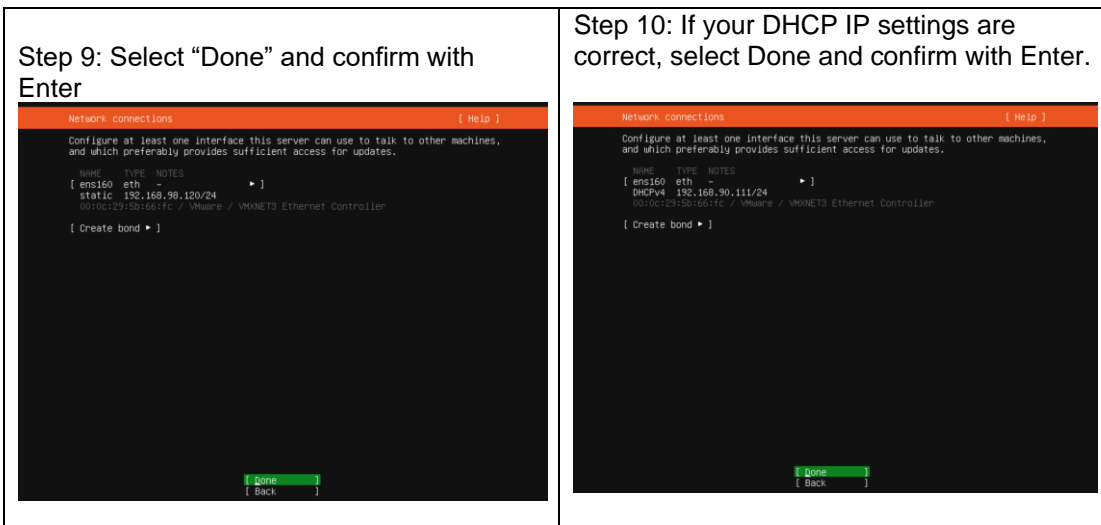 Step 9: Select “Done” and confirm with
Enter
Network connections [ Help ]
Configure at least one interface this server can use to talk to other machines,
and which preferably provides sufficient access for updates.
NAME TYPE NOTES
[ ens160 eth - ▸ ]
static 192.168.98.120/24
00:0c:29:5b:66:fc / VMware / VMXNET3 Ethernet Controller
[ Create bond ▸ ]
[ Done ]
[ Back ]
Step 10: If your DHCP IP settings are
correct, select Done and confirm with Enter.
Network connections [ Help ]
Configure at least one interface this server can use to talk to other machines,
and which preferably provides sufficient access for updates.
NAME TYPE NOTES
[ ens160 eth - ▸ ]
DHCPv4 192.168.90.111/24
00:0c:29:5b:66:fc / VMware / VMXNET3 Ethernet Controller
[ Create bond ▸ ]
[ Done ]
[ Back ]